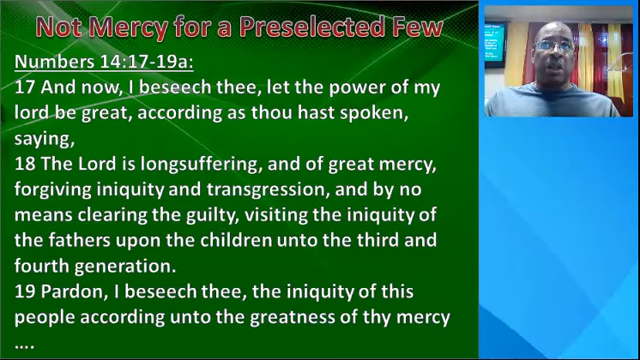 Not Mercy for a Preselected Few
Numbers 14:17-19a:
17 And now, I beseech thee, let the power of my
lord be great, according as thou hast spoken,
saying,
18 The Lord is longsuffering, and of great mercy,
forgiving iniquity and transgression, and by no
means clearing the guilty, visiting the iniquity of
the fathers upon the children unto the third and
fourth generation.
19 Pardon, I beseech thee, the iniquity of this
people according unto the greatness of thy mercy
....